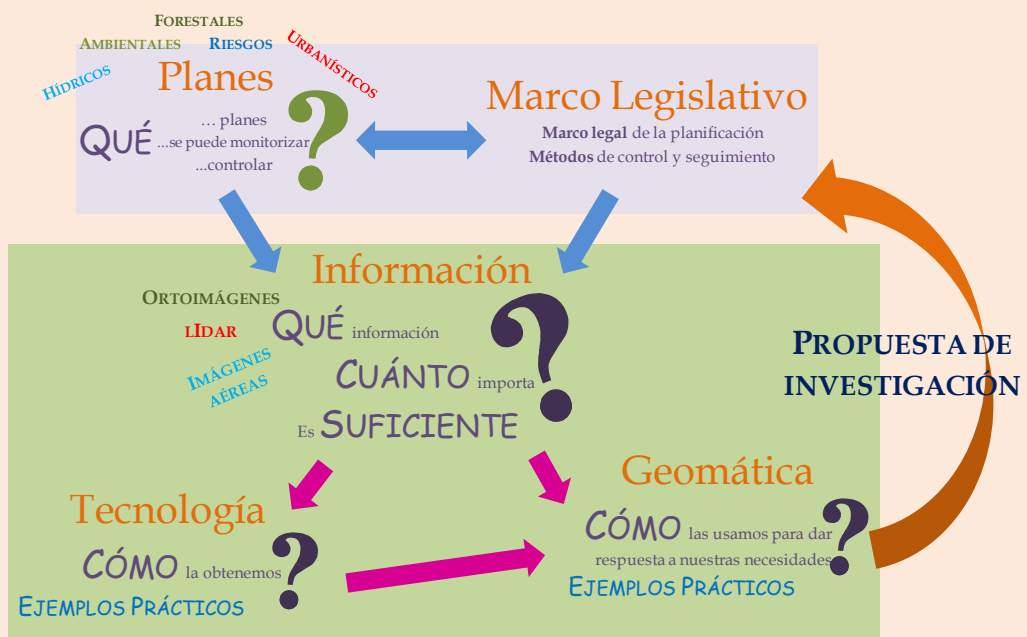 FORESTALES
AMBIENTALES RIESGOS
HÍDRICOS
URBANÍSTICOS
Planes
QUÉ
… planes
...se puede monitorizar
...controlar
?
Marco Legislativo
Marco legal de la planificación
Métodos de control y seguimiento
Información
ORTOIMÁGENES
LIDAR
IMÁGENES
AÉREAS
QUÉ información
CUÁNTO importa
Es SUFICIENTE
?
PROPUESTA DE
INVESTIGACIÓN
Tecnología
CÓMO la obtenemos
?
EJEMPLOS PRÁCTICOS
Geomática
CÓMO las usamos para dar
respuesta a nuestras necesidades
?
EJEMPLOS PRÁCTICOS